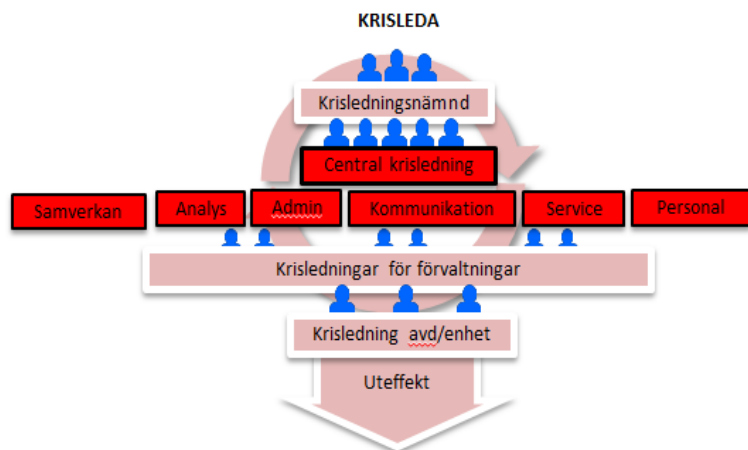 KRISLEDA
Krisledningsnämnd
Central krisledning
Samverkan Analys Admin Kommunikation Service Personal
Krisledningar för förvaltningar
Krisledning avd/enhet
Uteffekt